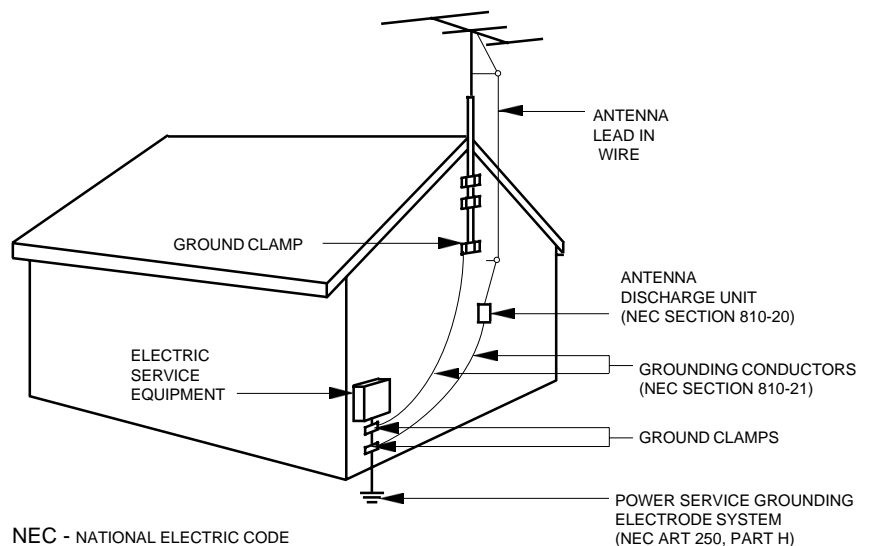 ANTENNA
LEAD IN
WIRE
GROUND CLAMP
ANTENNA
DISCHARGE UNIT
(NEC SECTION 810-20)
ELECTRIC
SERVICE
EQUIPMENT
GROUNDING CONDUCTORS
(NEC SECTION 810-21)
GROUND CLAMPS
POWER SERVICE GROUNDING
ELECTRODE SYSTEM
(NEC ART 250, PART H)
NEC - NATIONAL ELECTRIC CODE